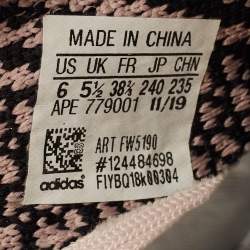 MADE IN CHINA
US UK FR JP CHN
6 5½ 38⅔ 240 235
APE 779001 11/19
ART FW5190
#124484698
adidas FIYBQ18k00304